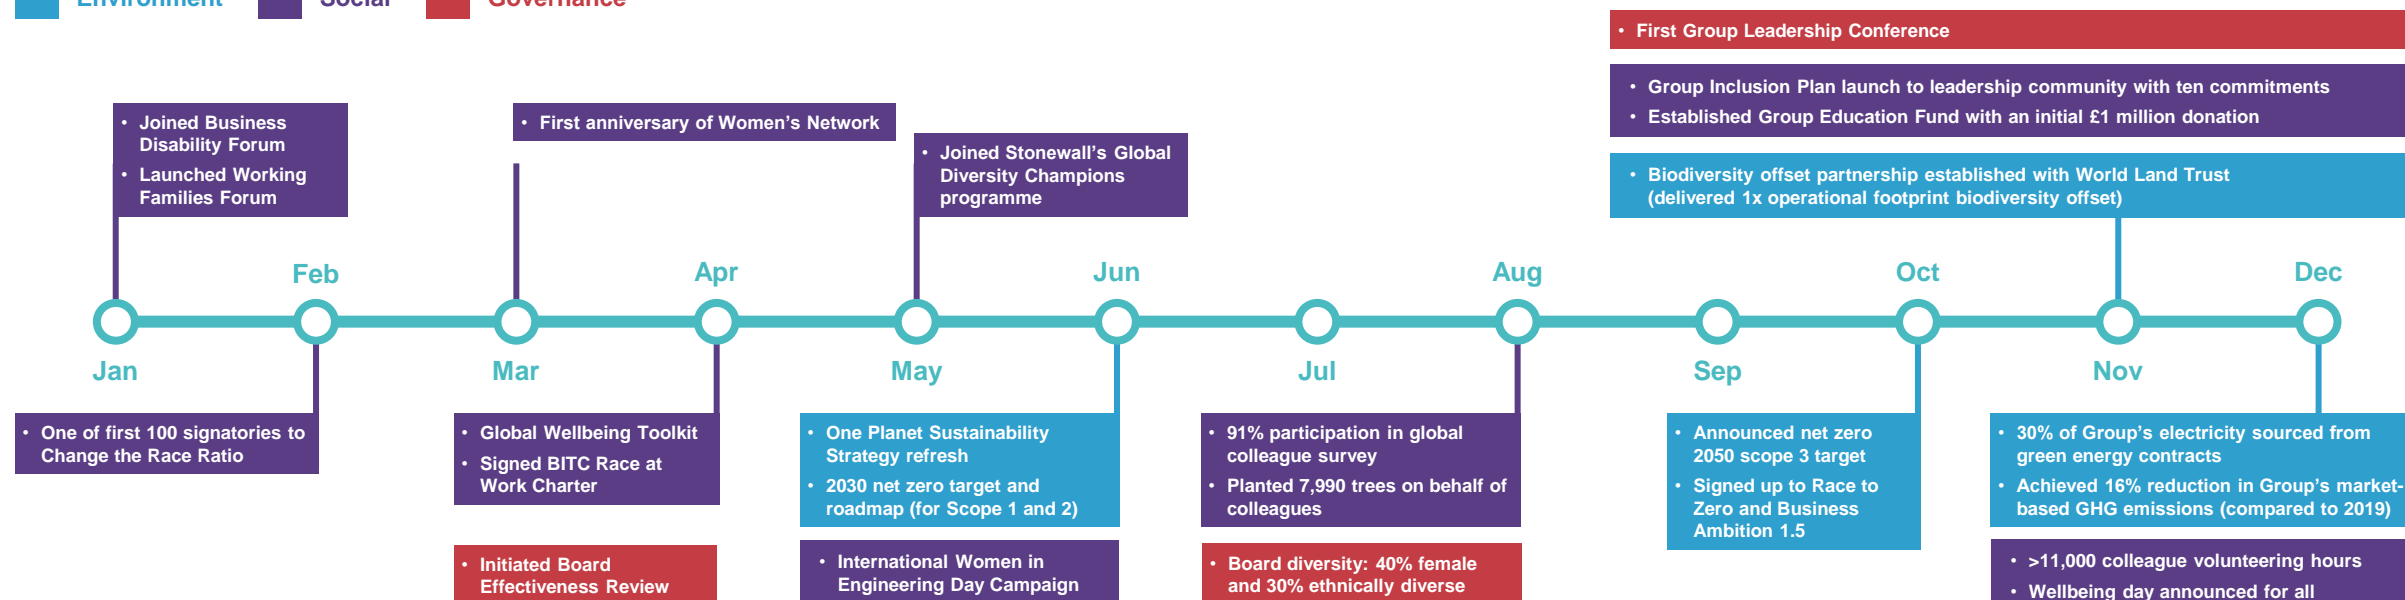 Environment Social Governance
• First Group Leadership Conference
• Group Inclusion Plan launch to leadership community with ten commitments
• Established Group Education Fund with an initial £1 million donation
• Biodiversity offset partnership established with World Land Trust
(delivered 1x operational footprint biodiversity offset)
• Joined Business
Disability Forum
• Launched Working
Families Forum
• First anniversary of Women's Network
• Joined Stonewall's Global
Diversity Champions
programme
Feb Apr Jun Aug Oct Dec
Jan Mar May Jul Sep Nov
• One of first 100 signatories to
Change the Race Ratio
• Global Wellbeing Toolkit
• Signed BITC Race at
Work Charter
• Initiated Board
Effectiveness Review
• One Planet Sustainability
Strategy refresh
• 2030 net zero target and
roadmap (for Scope 1 and 2)
• International Women in
Engineering Day Campaign
• 91% participation in global
colleague survey
• Planted 7,990 trees on behalf of
colleagues
• Board diversity: 40% female
and 30% ethnically diverse
• Announced net zero
2050 scope 3 target
• Signed up to Race to
Zero and Business
Ambition 1.5
• 30% of Group's electricity sourced from
green energy contracts
• Achieved 16% reduction in Group's market-
based GHG emissions (compared to 2019)
• >11,000 colleague volunteering hours
• Wellbeing day announced for all